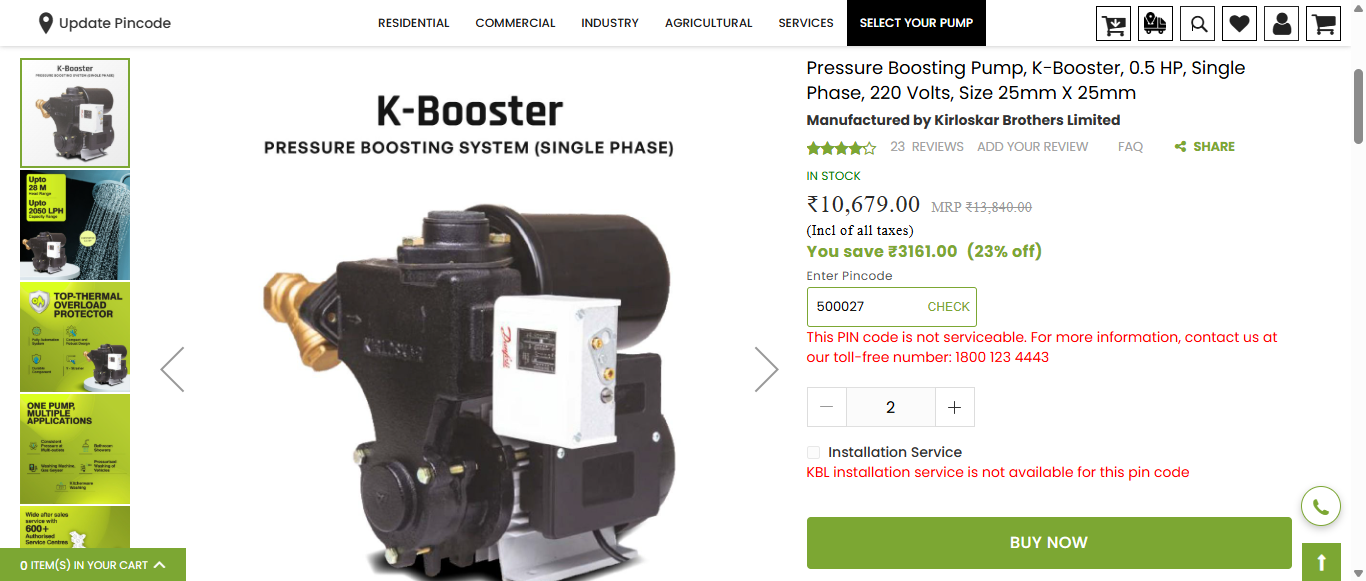 Update Pincode
RESIDENTIAL
COMMERCIAL
INDUSTRY
AGRICULTURAL
SERVICES
SELECT YOUR PUMP
K-Booster
PRESSURE BOOSTING SYSTEM (SINGLE PHASE)
Upto
28 M
Head Range
Upto
2050 LPH
Capacity Range
TOP-THERMAL
OVERLOAD
PROTECTOR
ONE PUMP,
MULTIPLE
APPLICATIONS
Wide after sales
service with
600+
Authorised
Service Centres
0 ITEM(S) IN YOUR CART
K-Booster
PRESSURE BOOSTING SYSTEM (SINGLE PHASE)
Danfoss
Pressure Boosting Pump, K-Booster, 0.5 HP, Single
Phase, 220 Volts, Size 25mm X 25mm
Manufactured by Kirloskar Brothers Limited
23 REVIEWS ADD YOUR REVIEW FAQ SHARE
IN STOCK
₹10,679.00 MRP ₹13,840.00
(Incl of all taxes)
You save ₹3161.00 (23% off)
Enter Pincode
500027 CHECK
This PIN code is not serviceable. For more information, contact us at
our toll-free number: 1800 123 4443
2
Installation Service
KBL installation service is not available for this pin code
BUY NOW